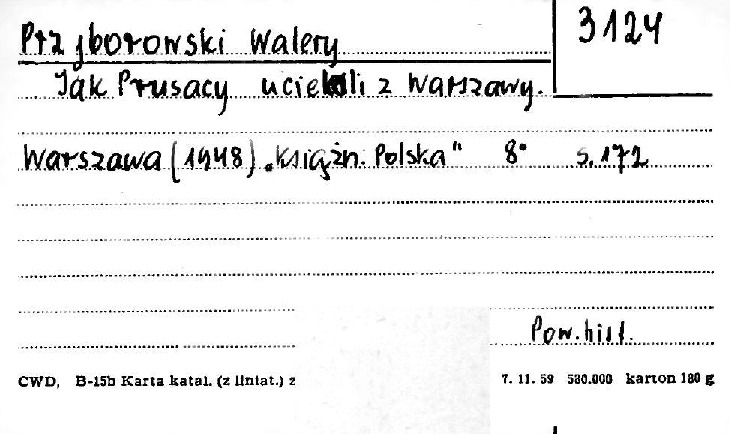 3124
Przyborowski Walery
Jak Prusacy uciekali z Warszawy.
Warszawa (1948) „Książn. Polska" 8° s. 172
Pow. hist.
CWD, B-15b Karta katal. (z liniat.) z
7. 11. 59 580.000 karton 180 g